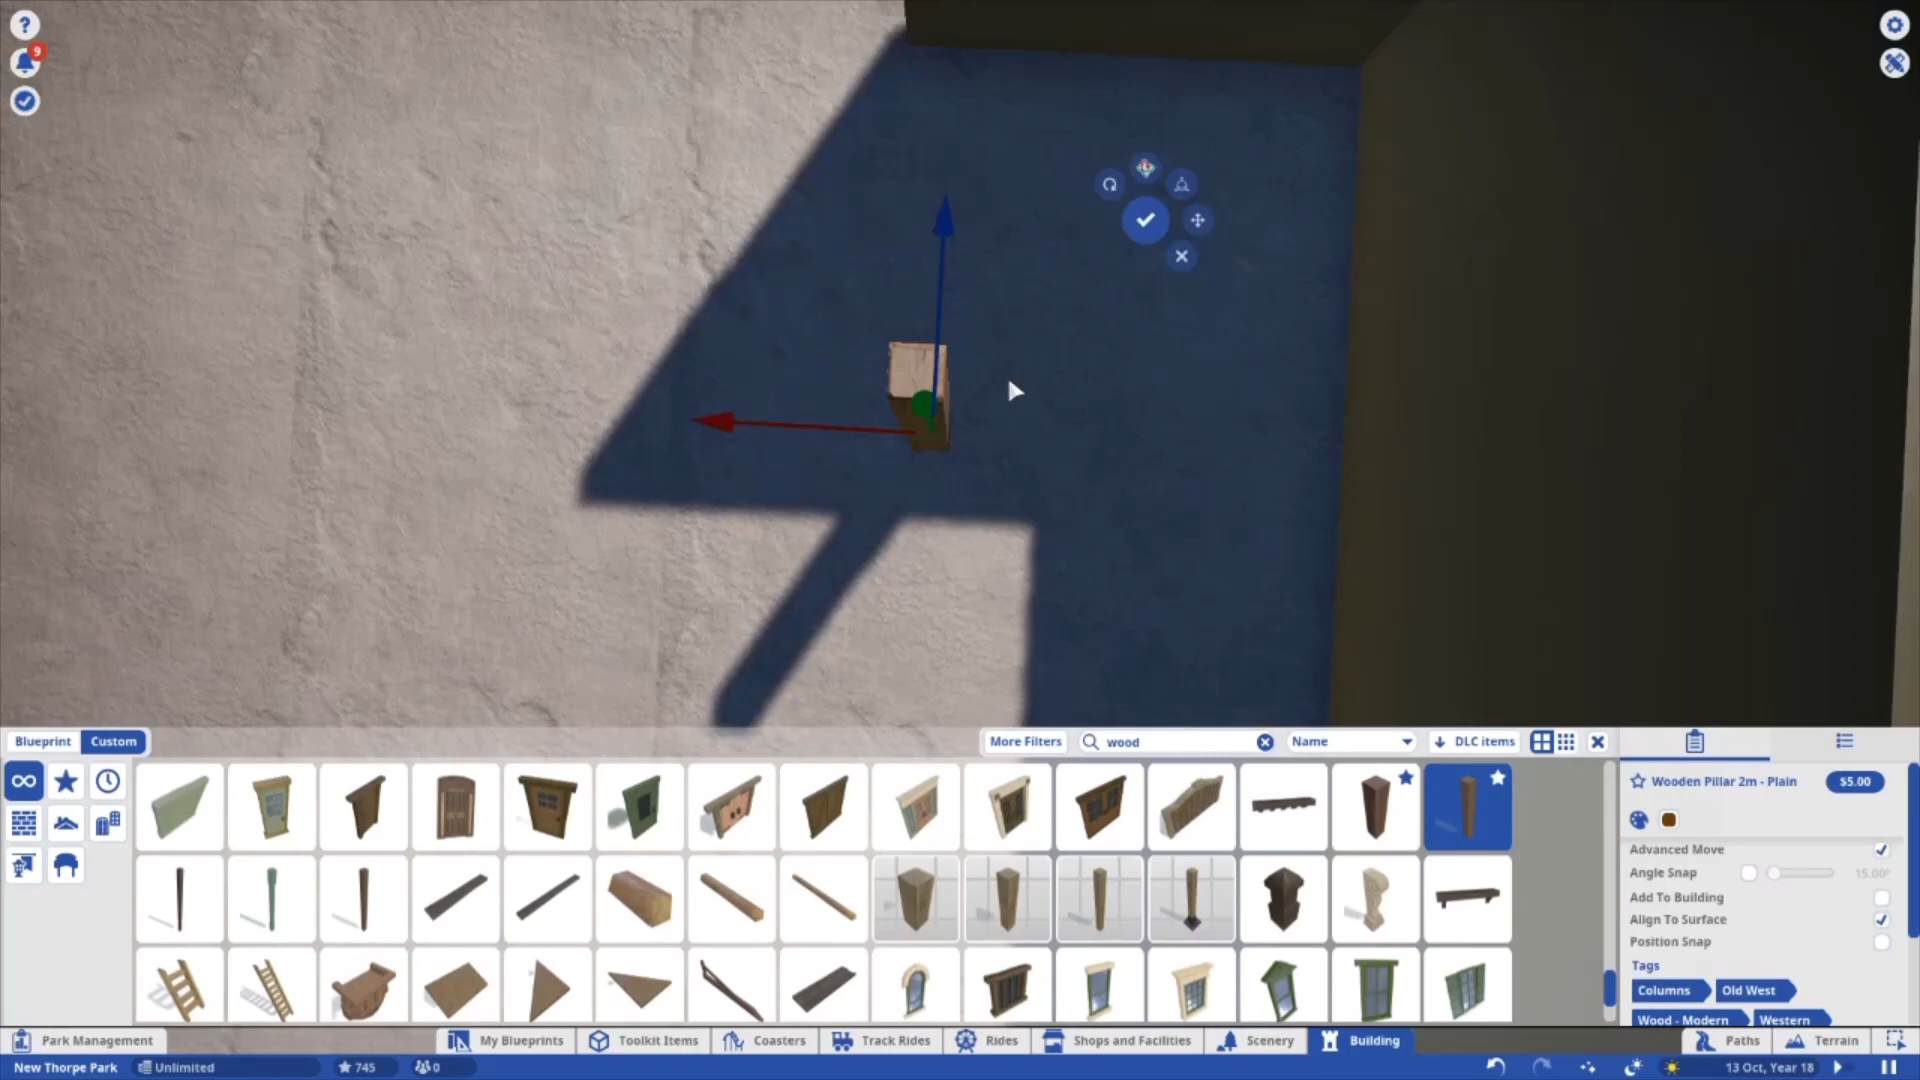 ?
9
Blueprint
Custom
More Filters
wood
Name
DLC items
Wooden Pillar 2m - Plain
$5.00
Advanced Move
Angle Snap
15.00°
Add To Building
Align To Surface
Position Snap
Tags
Columns
Old West
Wood - Modern
Western
Park Management
My Blueprints
Toolkit Items
Coasters
Track Rides
Rides
Shops and Facilities
Scenery
Building
Paths
Terrain
New Thorpe Park
Unlimited
745
0
13 Oct, Year 18